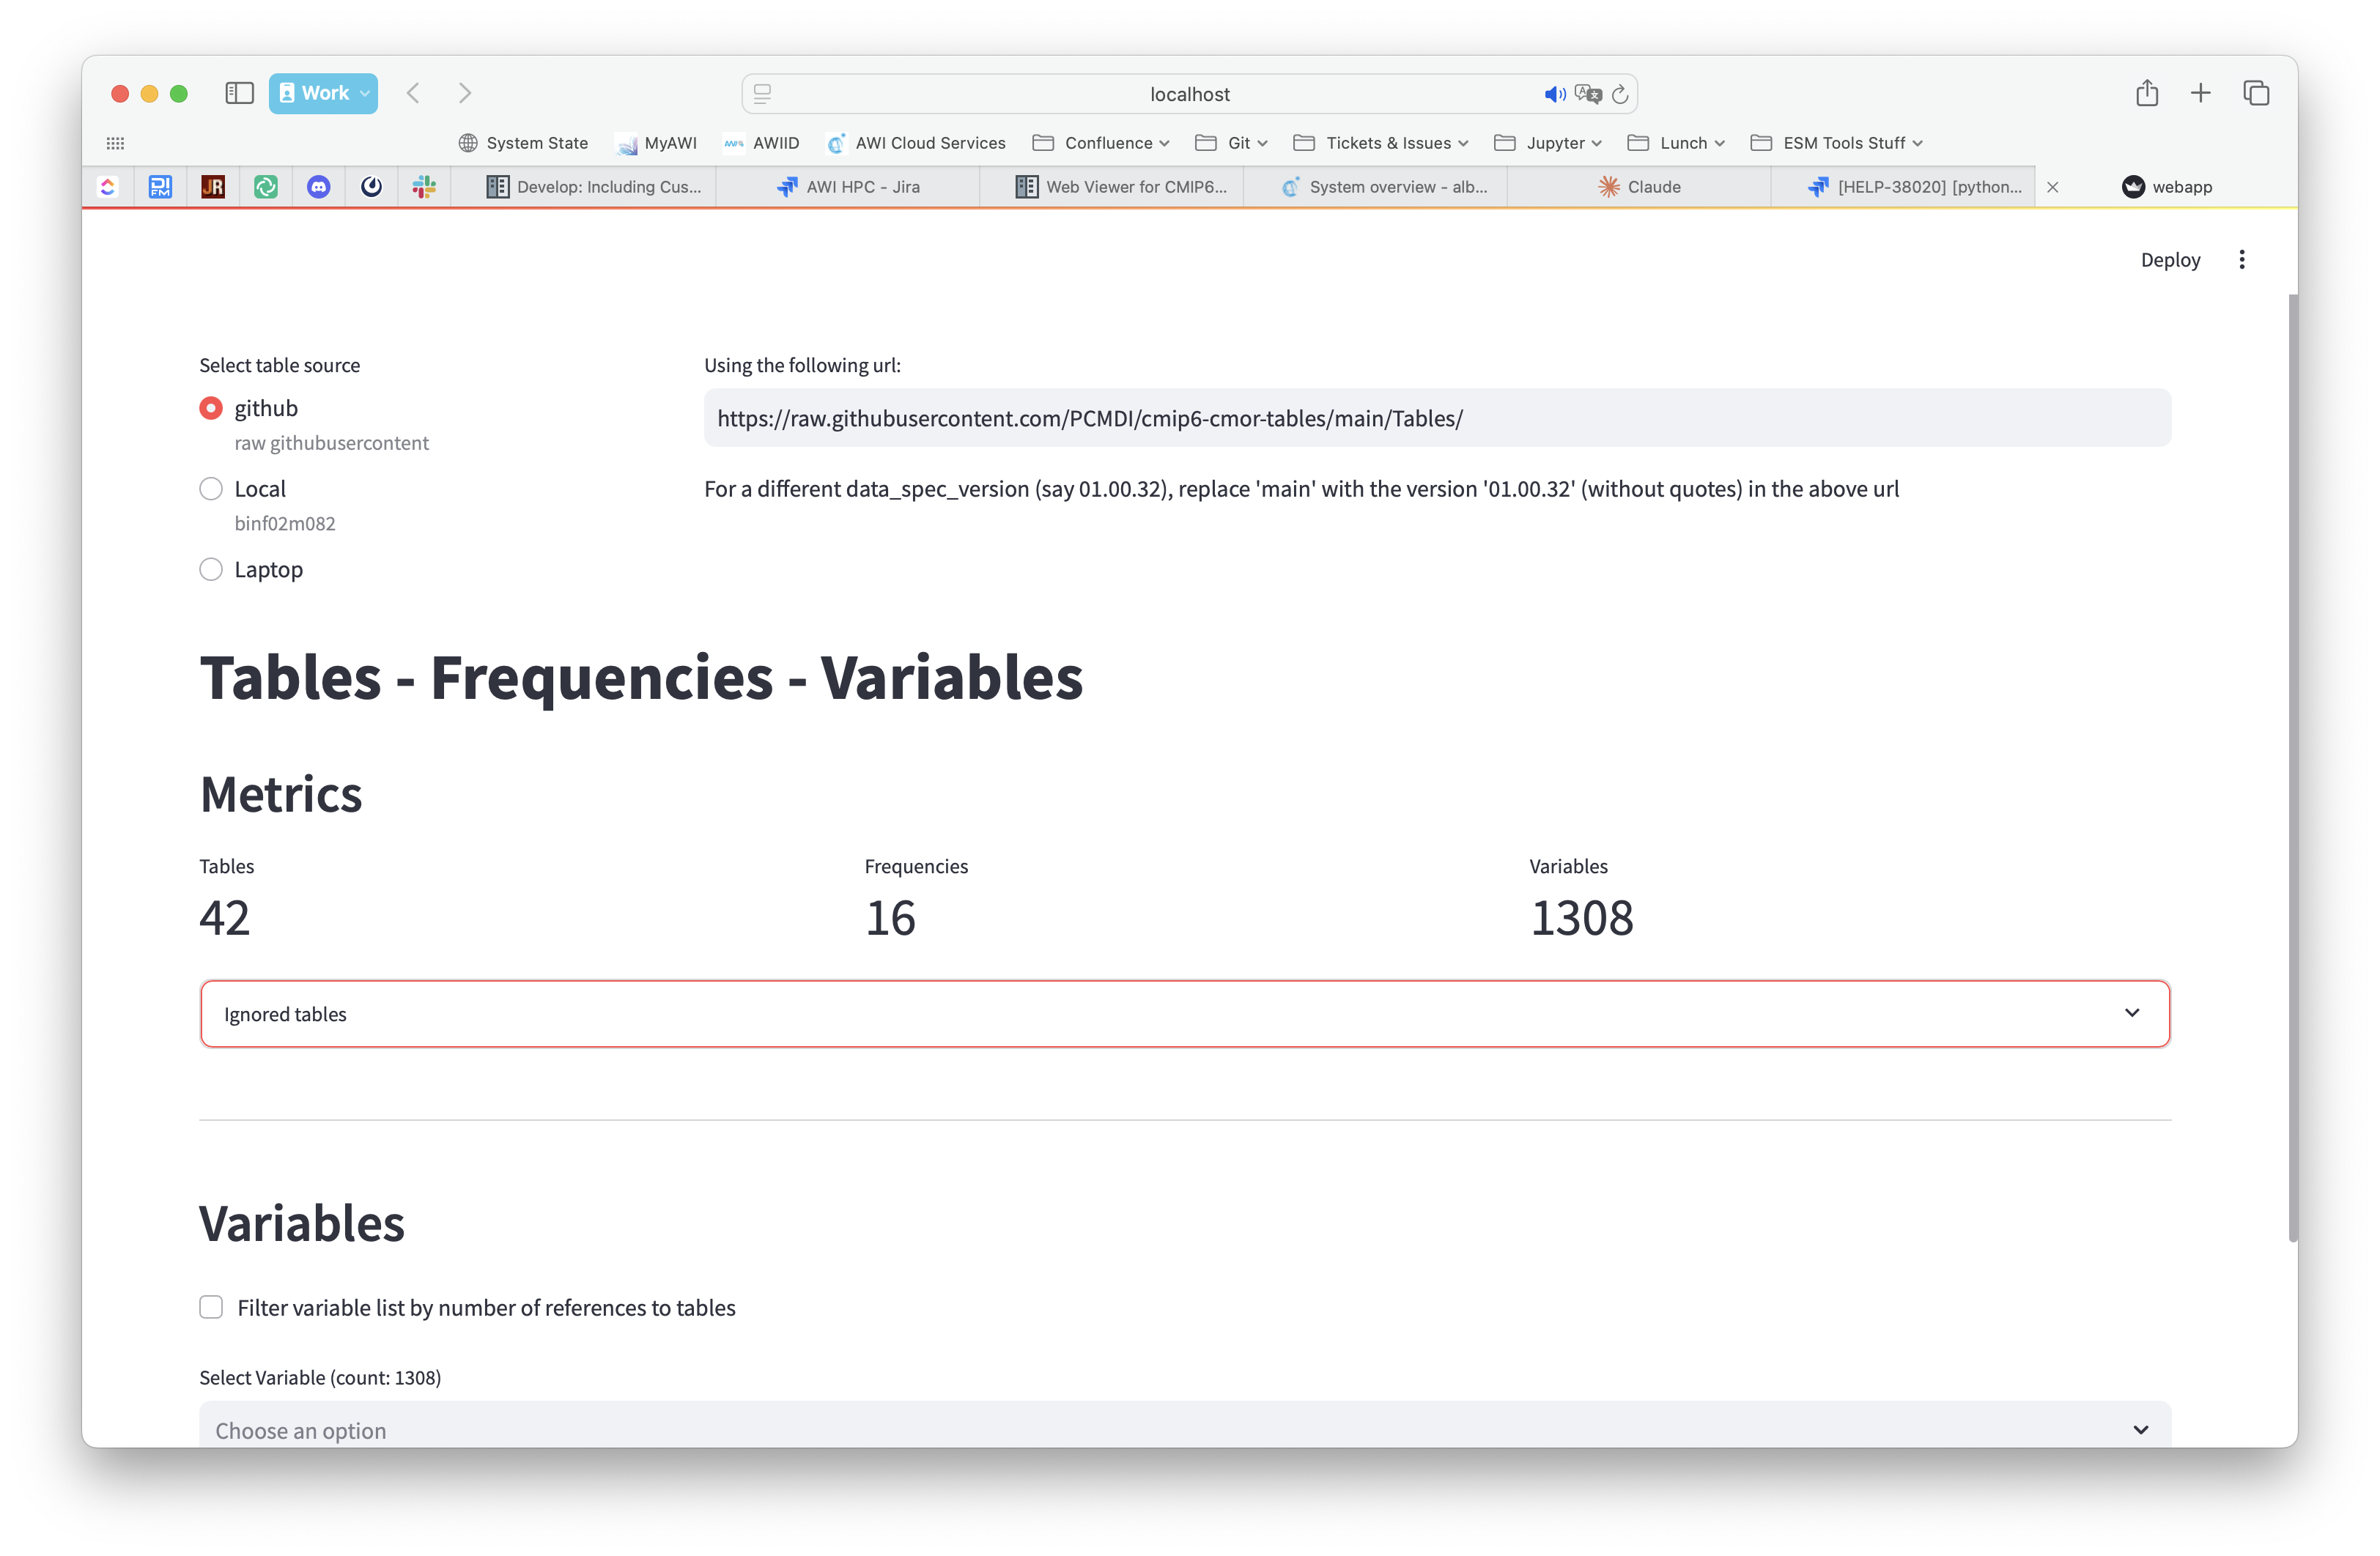 Work
localhost
System State
MyAWI
AWIID
AWI Cloud Services
Confluence
Git
Tickets & Issues
Jupyter
Lunch
ESM Tools Stuff
DI
FM
JR
Develop: Including Cus...
AWI HPC - Jira
Web Viewer for CMIP6...
System overview - alb...
Claude
[HELP-38020] [python...
webapp
Deploy
Select table source
github
raw githubusercontent
Local
binf02m082
Laptop
Using the following url:
https://raw.githubusercontent.com/PCMDI/cmip6-cmor-tables/main/Tables/
For a different data_spec_version (say 01.00.32), replace 'main' with the version '01.00.32' (without quotes) in the above url
Tables - Frequencies - Variables
Metrics
Tables
42
Frequencies
16
Variables
1308
Ignored tables
Variables
Filter variable list by number of references to tables
Select Variable (count: 1308)
Choose an option